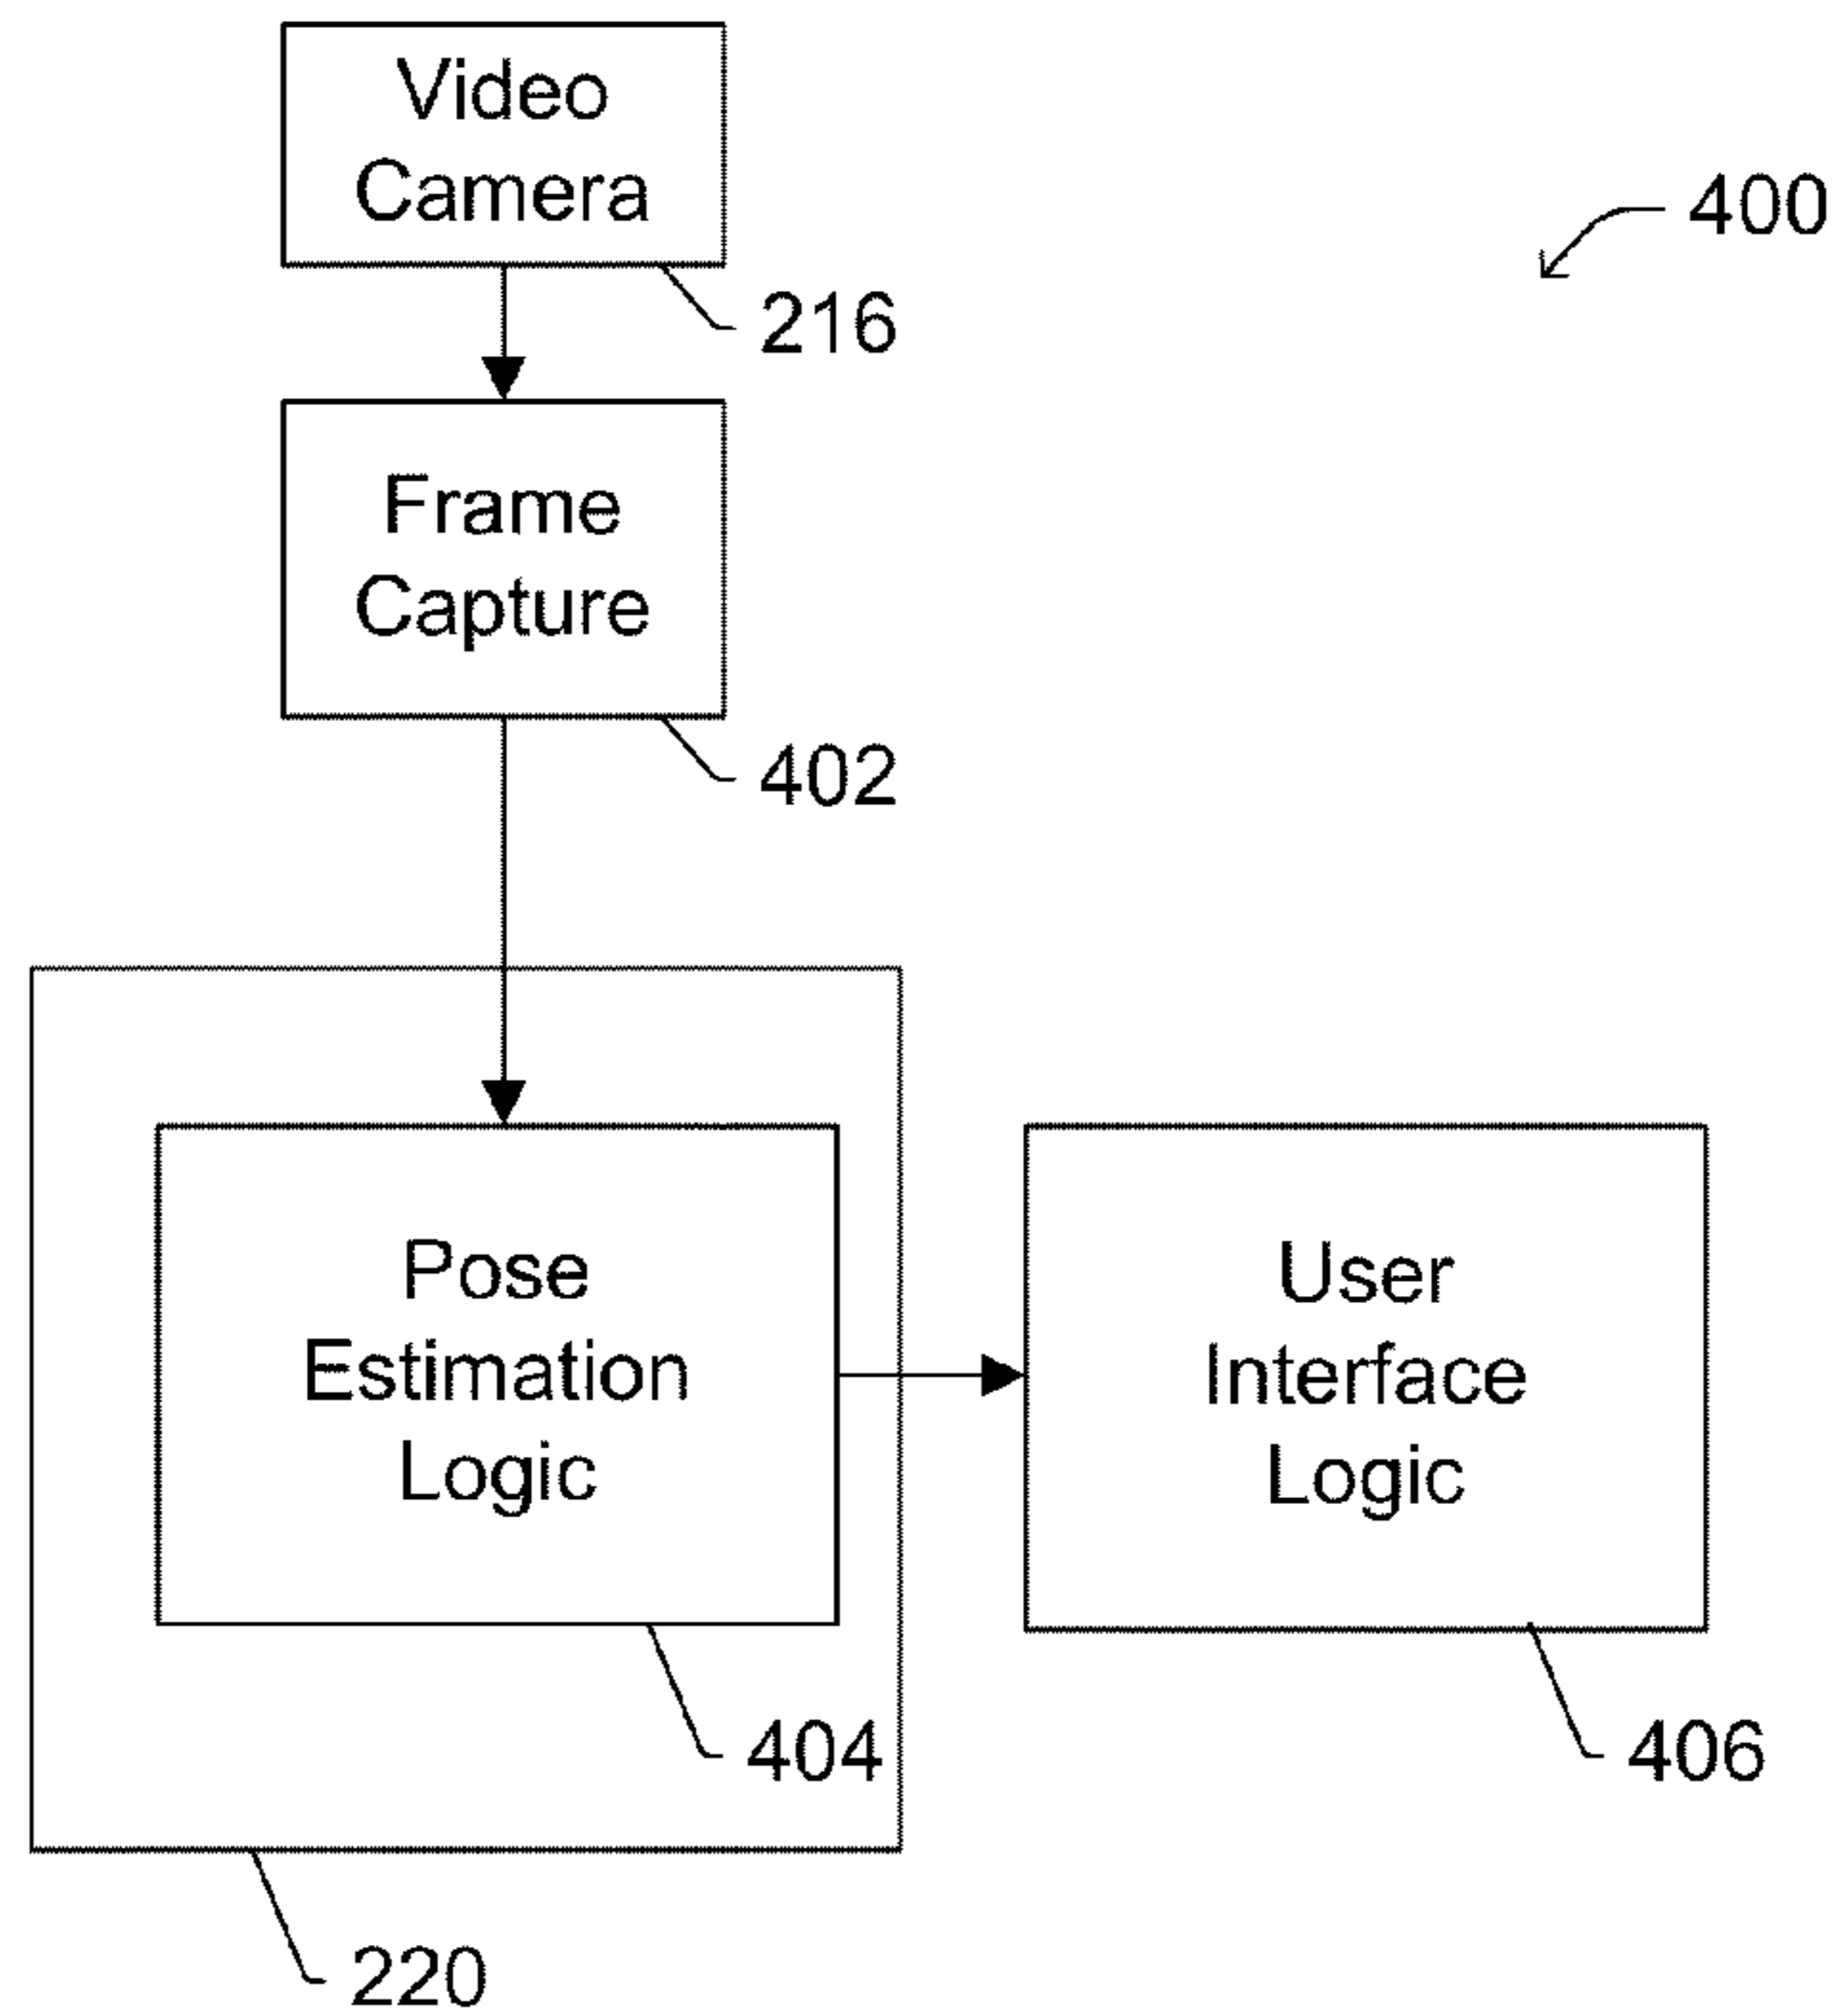 Video
Camera
400
216
Frame
Capture
402
Pose
Estimation
Logic
User
Interface
Logic
404
406
220